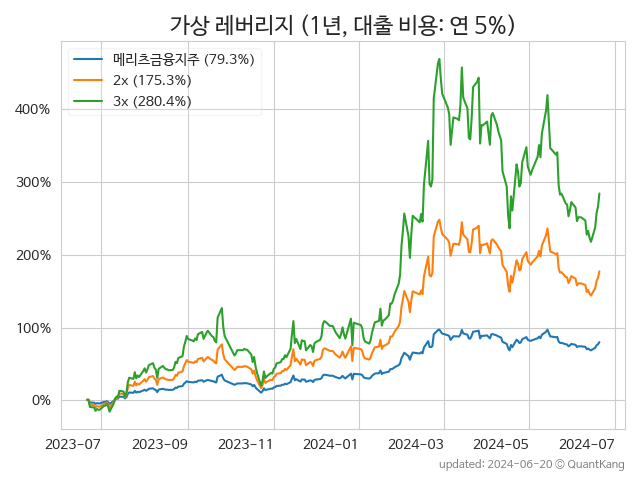 가상 레버리지 (1년, 대출 비용: 연 5%)
메리츠금융지주 (79.3%)
2x (175.3%)
3x (280.4%)
400%
300%
200%
100%
0%
2023-07 2023-09 2023-11 2024-01 2024-03 2024-05 2024-07
updated: 2024-06-20 © QuantKang